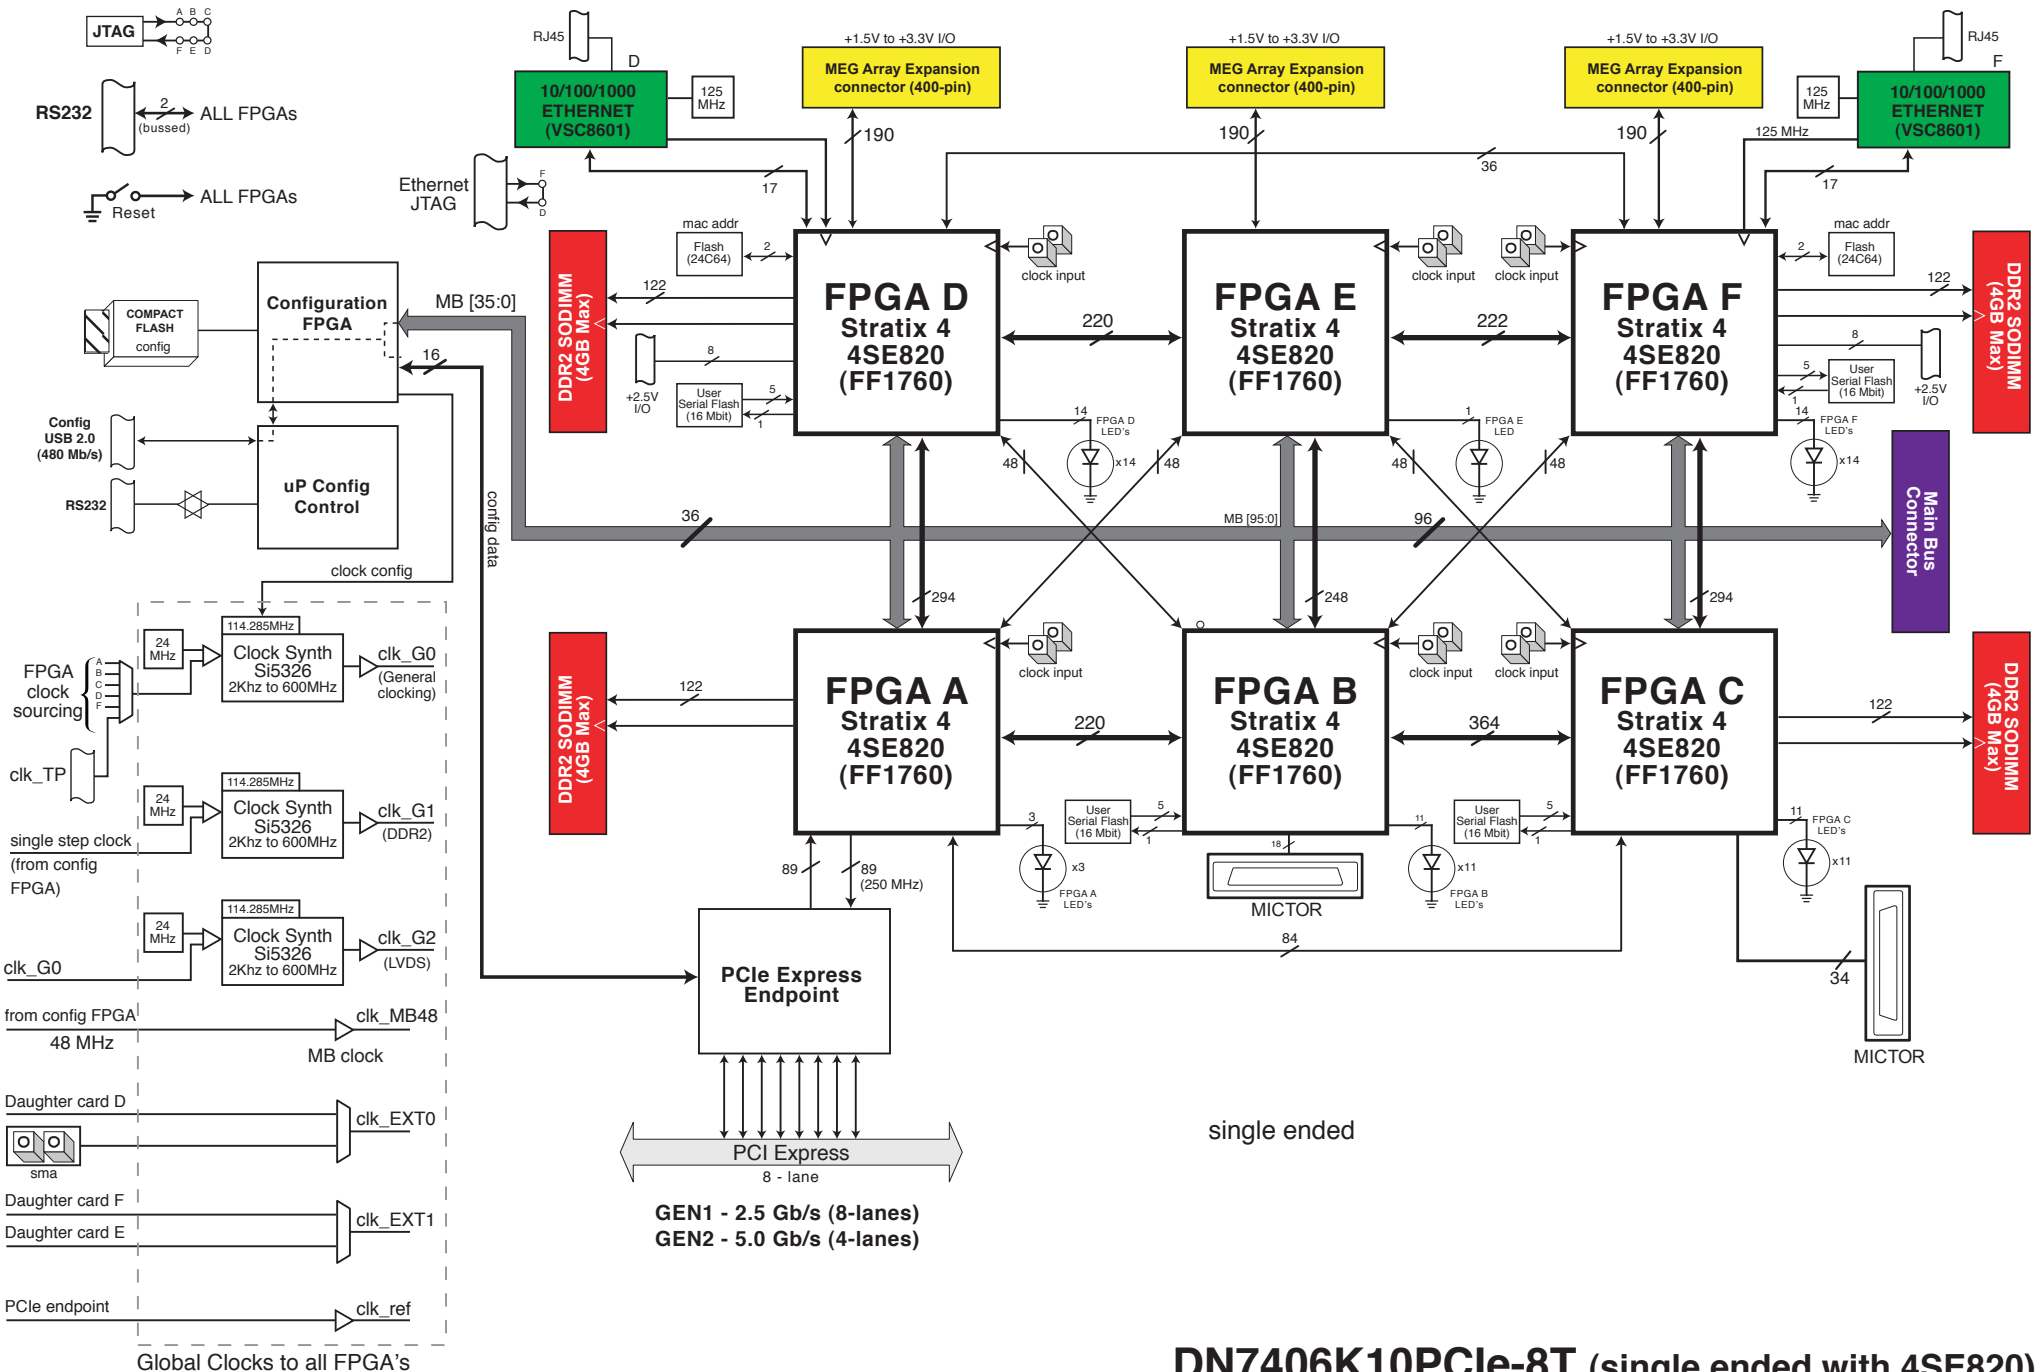 JTAG
A B C
F E D
RS232
2
(bussed)
ALL FPGAs
Reset
ALL FPGAs
RJ45
D
10/100/1000
ETHERNET
(VSC8601)
125
MHz
17
Ethernet
JTAG
F
D
+1.5V to +3.3V I/O
MEG Array Expansion
connector (400-pin)
190
+1.5V to +3.3V I/O
MEG Array Expansion
connector (400-pin)
190
+1.5V to +3.3V I/O
MEG Array Expansion
connector (400-pin)
190
36
RJ45
F
125
MHz
10/100/1000
ETHERNET
(VSC8601)
125 MHz
17
COMPACT
FLASH
config
Configuration
FPGA
MB [35:0]
16
Config
USB 2.0
(480 Mb/s)
RS232
uP Config
Control
config data
clock config
DDR2 SODIMM
(4GB Max)
122
mac addr
Flash
(24C64)
2
8
+2.5V
I/O
User
Serial Flash
(16 Mbit)
5
1
FPGA D
Stratix 4
4SE820
(FF1760)
clock input
220
14
FPGA D
LED's
x14
FPGA E
Stratix 4
4SE820
(FF1760)
clock input
222
1
FPGA E
LED
FPGA F
Stratix 4
4SE820
(FF1760)
clock input
mac addr
Flash
(24C64)
2
122
8
+2.5V
I/O
User
Serial Flash
(16 Mbit)
5
1
14
FPGA F
LED's
x14
DDR2 SODIMM
(4GB Max)
48
48
48
48
36
MB [95:0]
96
Main Bus
Connector
294
248
294
DDR2 SODIMM
(4GB Max)
122
FPGA A
Stratix 4
4SE820
(FF1760)
clock input
220
3
x3
FPGA A
LED's
FPGA B
Stratix 4
4SE820
(FF1760)
clock input
364
User
Serial Flash
(16 Mbit)
5
1
18
MICTOR
11
x11
FPGA B
LED's
FPGA C
Stratix 4
4SE820
(FF1760)
clock input
User
Serial Flash
(16 Mbit)
5
1
11
FPGA C
LED's
x11
122
DDR2 SODIMM
(4GB Max)
34
MICTOR
84
89
89
(250 MHz)
PCIe Express
Endpoint
PCI Express
8 - lane
GEN1 - 2.5 Gb/s (8-lanes)
GEN2 - 5.0 Gb/s (4-lanes)
single ended
FPGA
clock
sourcing
A
B
C
D
F
clk_TP
24
MHz
114.285MHz
Clock Synth
Si5326
2Khz to 600MHz
clk_G0
(General
clocking)
24
MHz
114.285MHz
Clock Synth
Si5326
2Khz to 600MHz
clk_G1
(DDR2)
single step clock
(from config
FPGA)
24
MHz
114.285MHz
Clock Synth
Si5326
2Khz to 600MHz
clk_G2
(LVDS)
clk_G0
from config FPGA
48 MHz
clk_MB48
MB clock
Daughter card D
sma
clk_EXT0
Daughter card F
Daughter card E
clk_EXT1
PCIe endpoint
clk_ref
Global Clocks to all FPGA's
DN7406K10PCIe-8T (single ended with 4SE820)